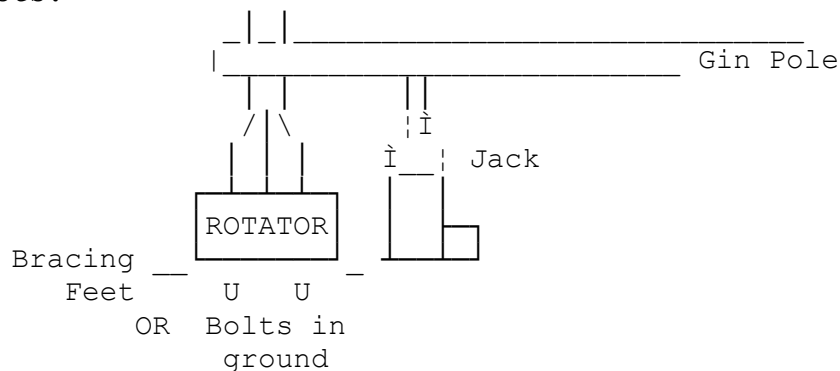 Gin Pole
Jack
ROTATOR
Bracing
Feet U U
OR Bolts in
ground